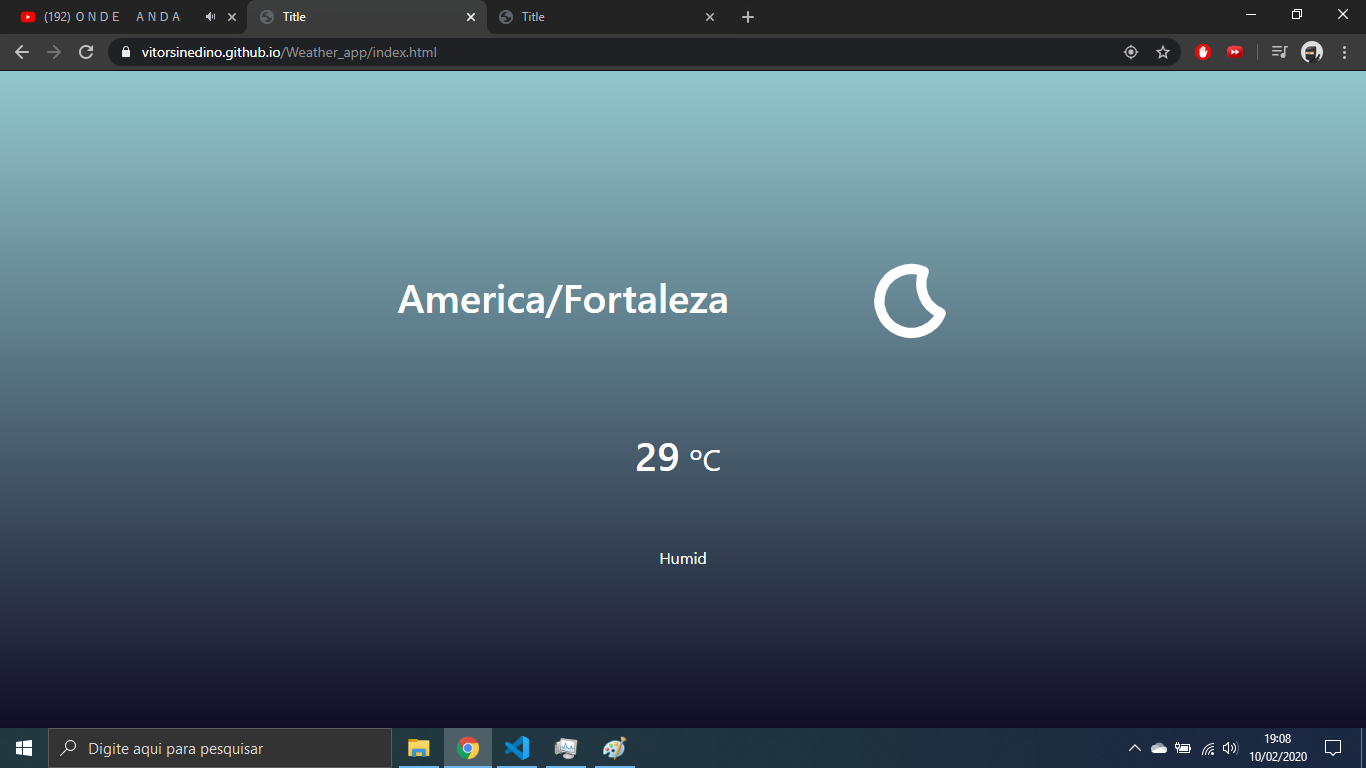 (192) O N D E   A N D A
Title
Title
vitorsinedino.github.io/Weather_app/index.html
America/Fortaleza
29 ºC
Humid
Digite aqui para pesquisar
19:08
10/02/2020